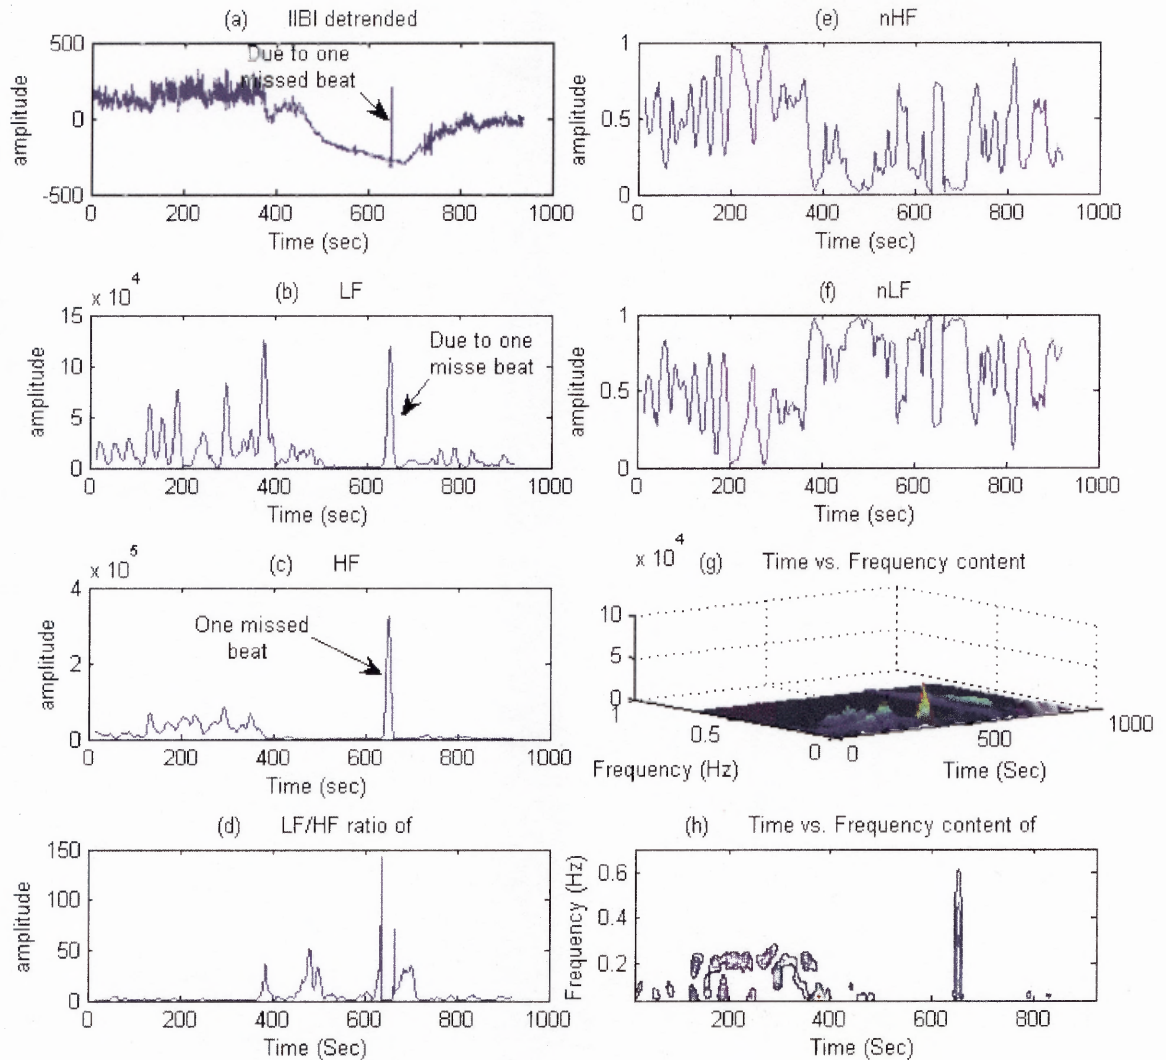 (a) IIBI detrended
500
0
-500
amplitude
Due to one
missed beat
0 200 400 600 800 1000
Time (sec)
(b) LF
x 10^4
15
10
5
0
amplitude
Due to one
misse beat
0 200 400 600 800 1000
Time (sec)
(c) HF
x 10^5
4
2
0
amplitude
One missed
beat
0 200 400 600 800 1000
Time (sec)
(d) LF/HF ratio of
150
100
50
0
amplitude
0 200 400 600 800 1000
Time (Sec)
(e) nHF
1
0.5
0
amplitude
0 200 400 600 800 1000
Time (sec)
(f) nLF
1
0.5
0
amplitude
0 200 400 600 800 1000
Time (sec)
x 10^4
(g) Time vs. Frequency content
10
5
0
1
0.5
0
0
500
1000
Frequency (Hz)
Time (Sec)
(h) Time vs. Frequency content of
0.6
0.4
0.2
Frequency (Hz)
200 400 600 800
Time (Sec)